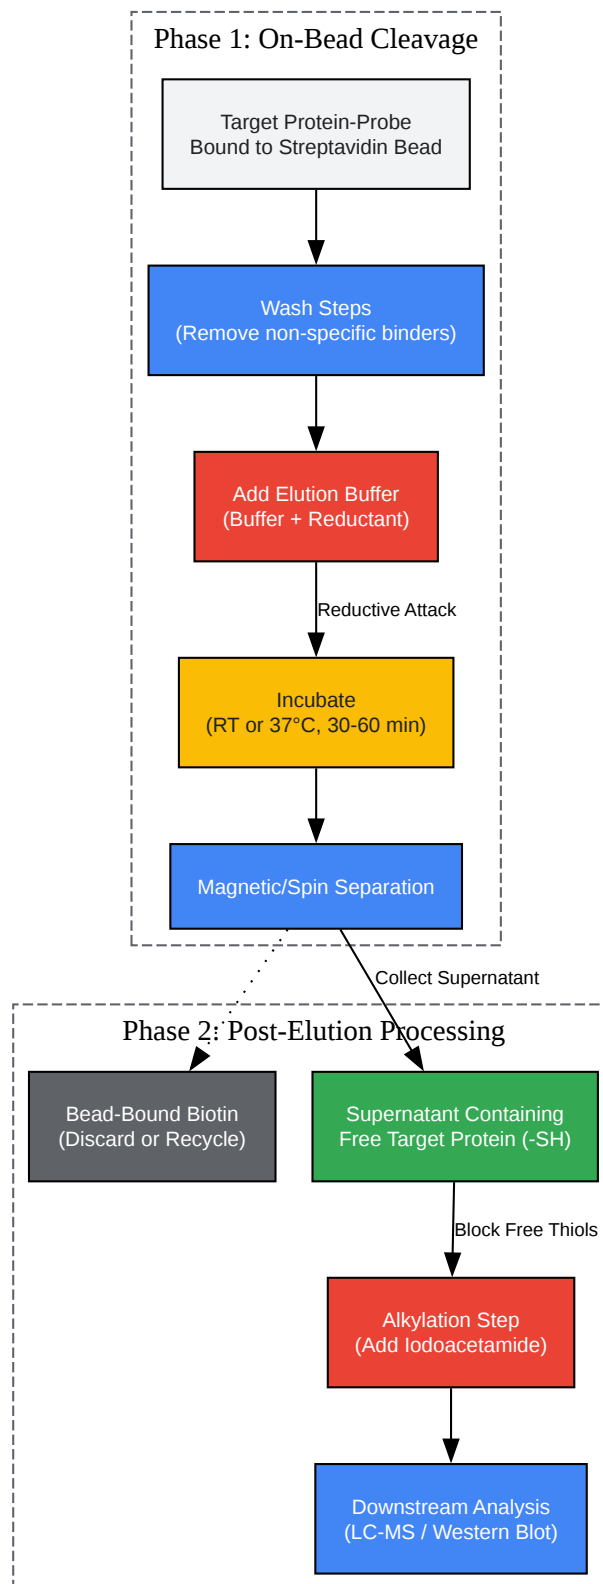 Phase 1: On-Bead Cleavage
Target Protein-Probe
Bound to Streptavidin Bead
Wash Steps
(Remove non-specific binders)
Add Elution Buffer
(Buffer + Reductant)
Reductive Attack
Incubate
(RT or 37°C, 30-60 min)
Magnetic/Spin Separation
Collect Supernatant
Phase 2: Post-Elution Processing
Bead-Bound Biotin
(Discard or Recycle)
Supernatant Containing
Free Target Protein (-SH)
Block Free Thiols
Alkylation Step
(Add Iodoacetamide)
Downstream Analysis
(LC-MS / Western Blot)